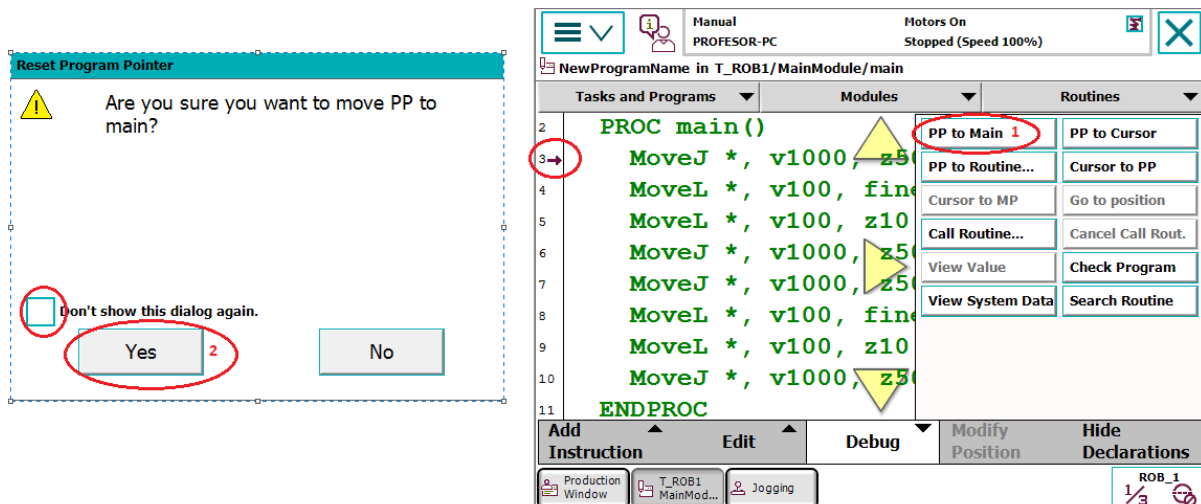 Reset Program Pointer
Are you sure you want to move PP to
main?
Don't show this dialog again.
Yes 2
No
Manual
PROFESOR-PC
Motors On
Stopped (Speed 100%)
NewProgramName in T_ROB1/MainModule/main
Tasks and Programs
Modules
Routines
2 PROC main()
3 MoveJ *, v1000, z50
4 MoveL *, v100, fine
5 MoveL *, v100, z10
6 MoveJ *, v1000, z50
7 MoveJ *, v1000, z50
8 MoveL *, v100, fine
9 MoveL *, v100, z10
10 MoveJ *, v1000, z50
11 ENDPROC
PP to Main 1
PP to Cursor
PP to Routine...
Cursor to PP
Cursor to MP
Go to position
Call Routine...
Cancel Call Rout.
View Value
Check Program
View System Data
Search Routine
Add
Instruction
Edit
Debug
Modify
Position
Hide
Declarations
Production
Window
T_ROB1
MainMod...
Jogging
ROB_1
1/3